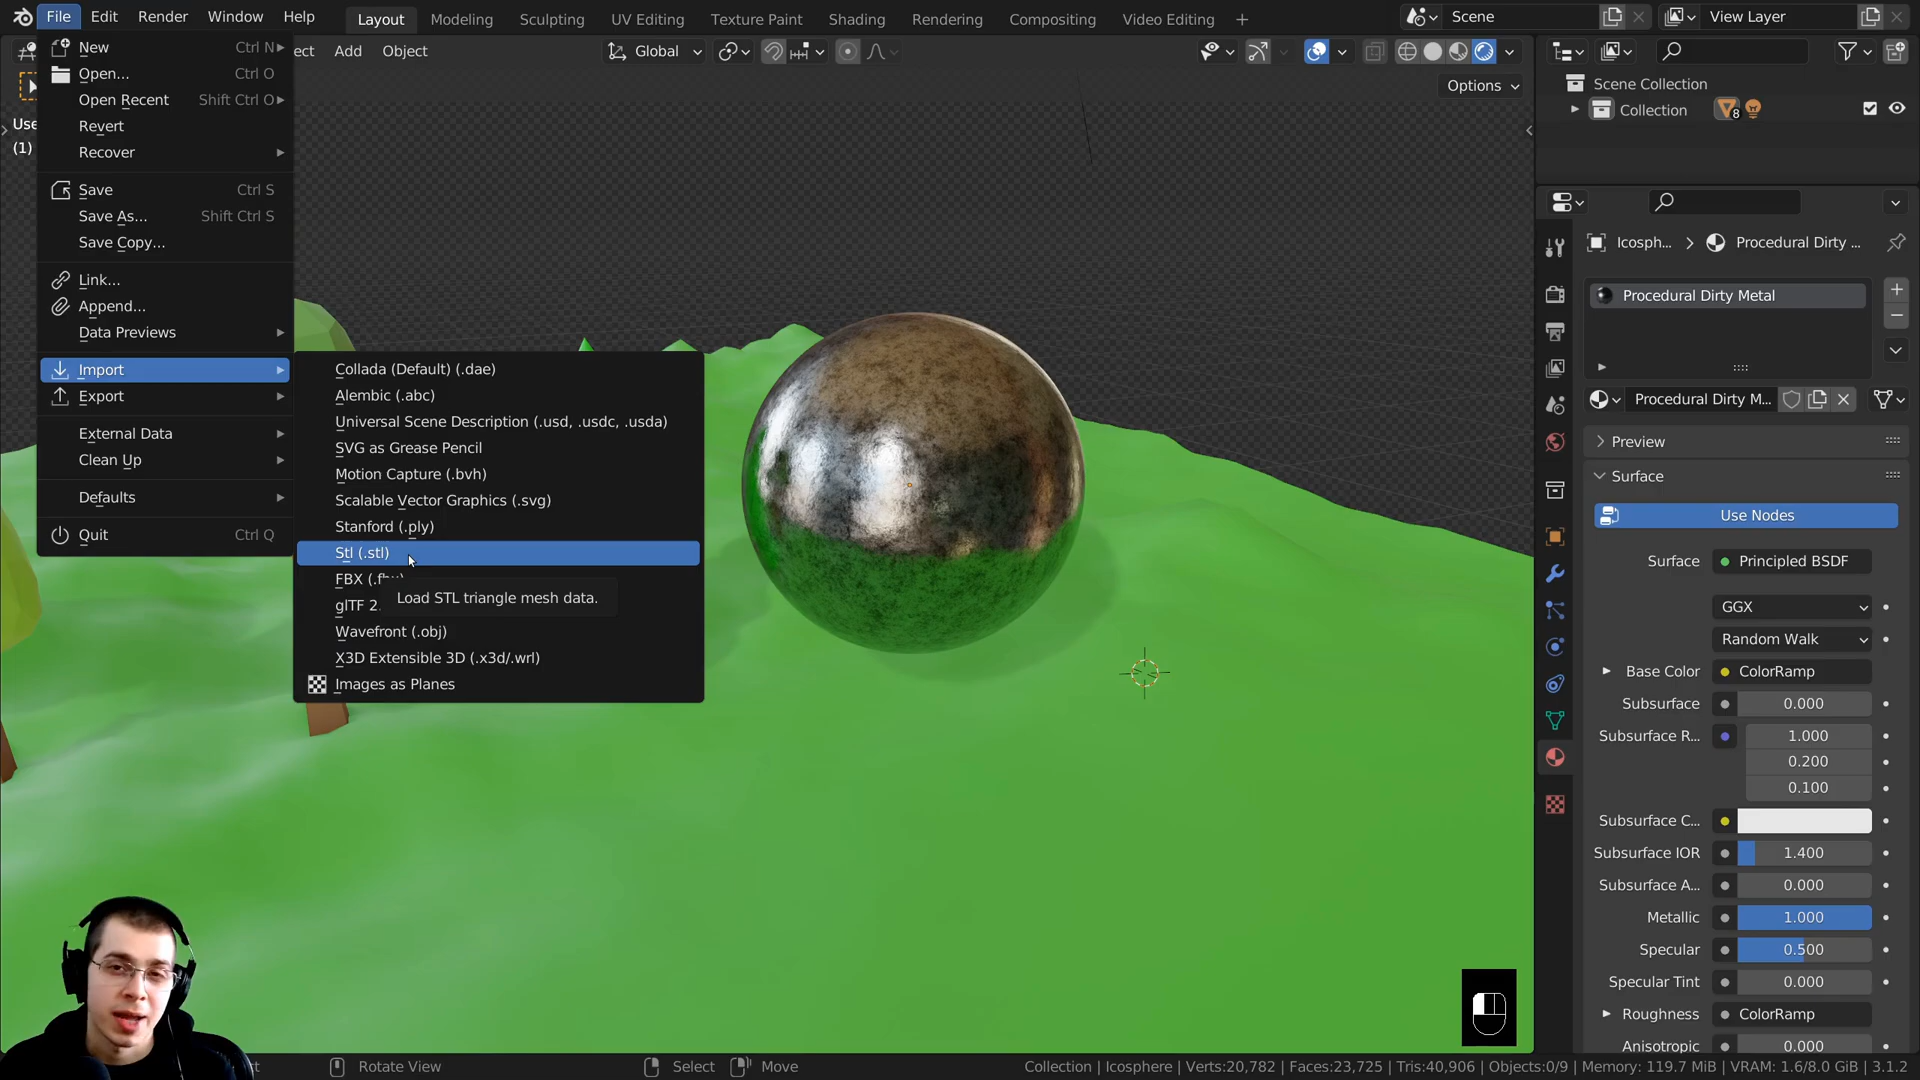 File Edit Render Window Help Layout Modeling Sculpting UV Editing Texture Paint Shading Rendering Compositing Video Editing + Scene View Layer
Add Object Global
Options
New Ctrl N
Open... Ctrl O
Open Recent Shift Ctrl O
Revert
Recover
Save Ctrl S
Save As... Shift Ctrl S
Save Copy...
Link...
Append...
Data Previews
Import
Export
External Data
Clean Up
Defaults
Quit Ctrl Q
Use
(1)
Collada (Default) (.dae)
Alembic (.abc)
Universal Scene Description (.usd, .usdc, .usda)
SVG as Grease Pencil
Motion Capture (.bvh)
Scalable Vector Graphics (.svg)
Stanford (.ply)
Stl (.stl)
FBX
Load STL triangle mesh data.
glTF 2.
Wavefront (.obj)
X3D Extensible 3D (.x3d/.wrl)
Images as Planes
Scene Collection
Collection 8
Icosph... Procedural Dirty ...
Procedural Dirty Metal
Procedural Dirty M...
Preview
Surface
Use Nodes
Surface Principled BSDF
GGX
Random Walk
Base Color ColorRamp
Subsurface 0.000
Subsurface R... 1.000
0.200
0.100
Subsurface C...
Subsurface IOR 1.400
Subsurface A... 0.000
Metallic 1.000
Specular 0.500
Specular Tint 0.000
Roughness ColorRamp
Anisotropic 0.000
Rotate View Select Move Collection | Icosphere | Verts:20,782 | Faces:23,725 | Tris:40,906 | Objects:0/9 | Memory: 119.7 MiB | VRAM: 1.6/8.0 GiB | 3.1.2